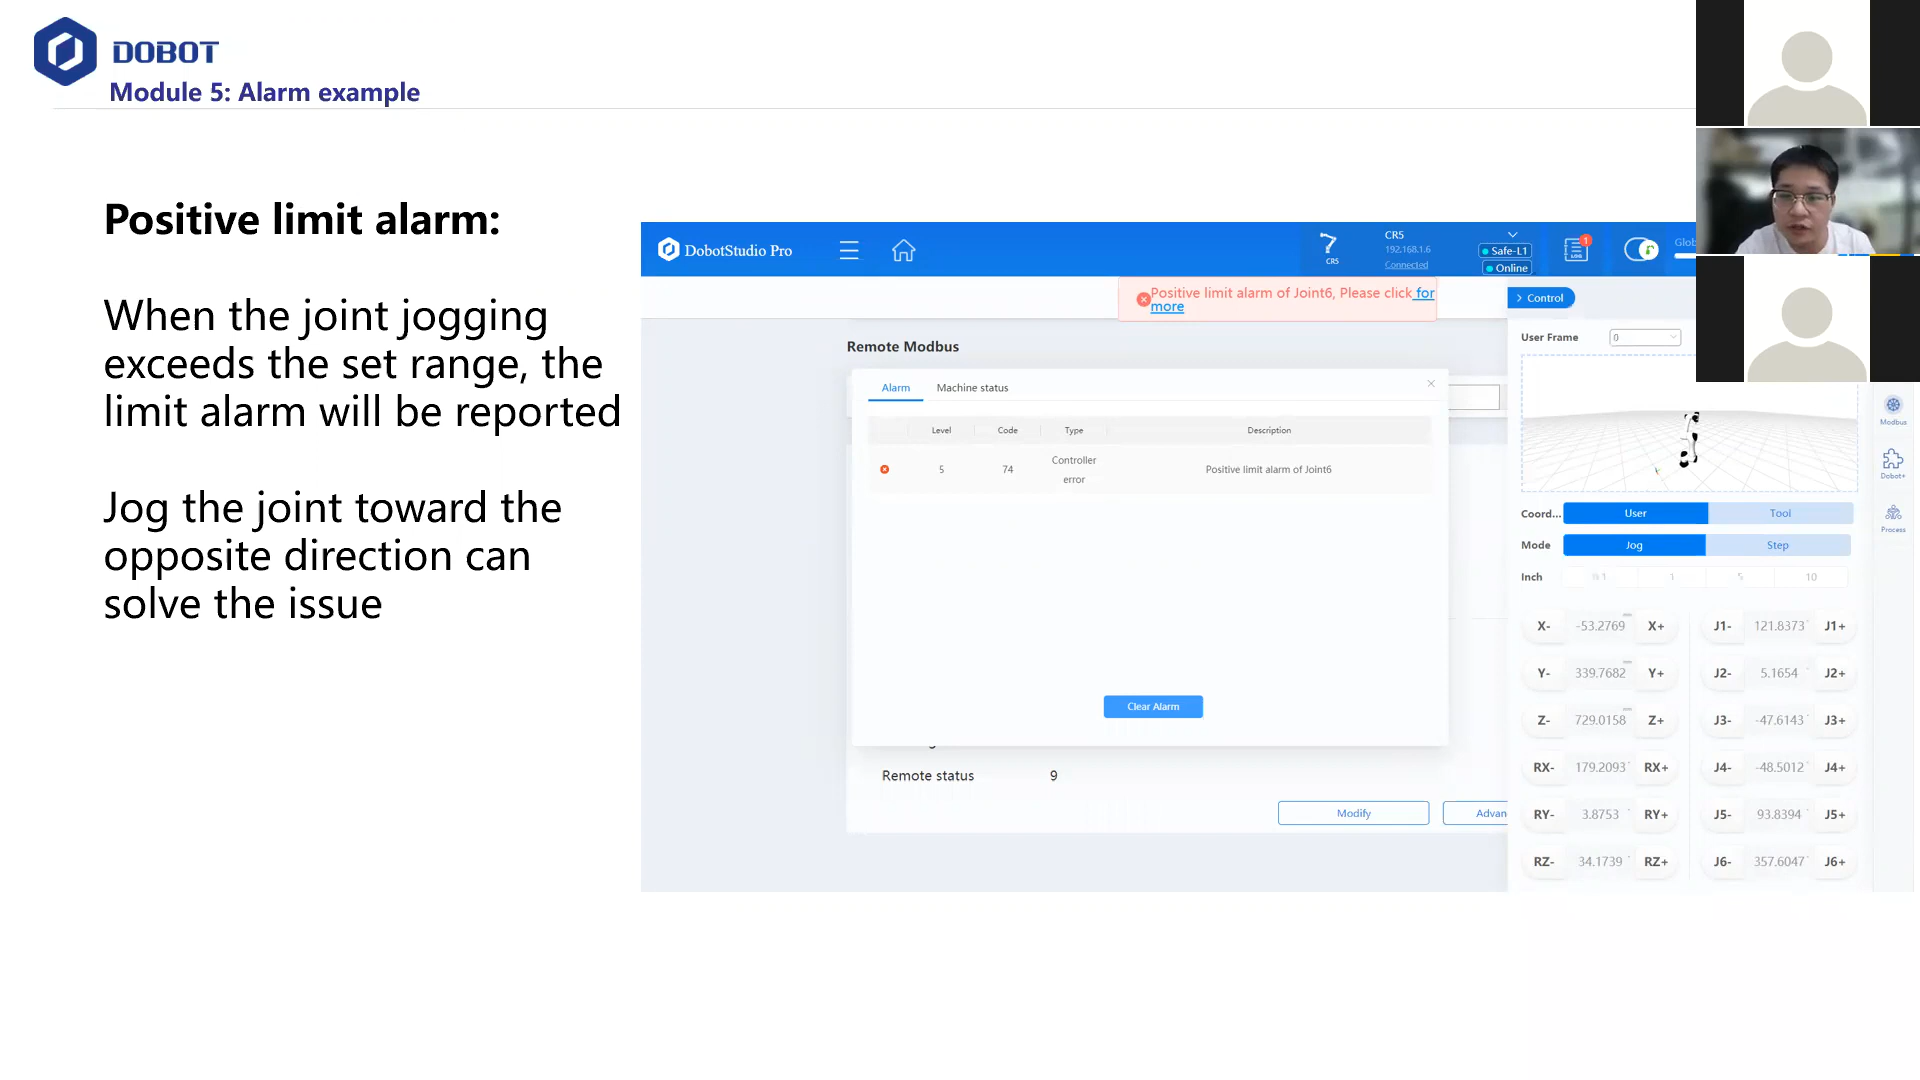 DOBOT
Module 5: Alarm example
Positive limit alarm:
When the joint jogging
exceeds the set range, the
limit alarm will be reported
Jog the joint toward the
opposite direction can
solve the issue
DobotStudio Pro
CR5
CR5
192.168.1.6
Connected
Safe-L1
Online
1
Glob
Positive limit alarm of Joint6, Please click for
more
Control
User Frame
0
Remote Modbus
Alarm
Machine status
Level
Code
Type
Description
5
74
Controller
error
Positive limit alarm of Joint6
Clear Alarm
Remote status
9
Modify
Advan
Modbus
Dobot+
Process
Coord...
User
Tool
Mode
Jog
Step
Inch
0.1
1
5
10
X- -53.2769 X+ J1- 121.8373° J1+
Y- 339.7682 Y+ J2- 5.1654° J2+
Z- 729.0158 Z+ J3- -47.6143° J3+
RX- 179.2093° RX+ J4- -48.5012° J4+
RY- 3.8753° RY+ J5- 93.8394° J5+
RZ- 34.1739° RZ+ J6- 357.6047° J6+